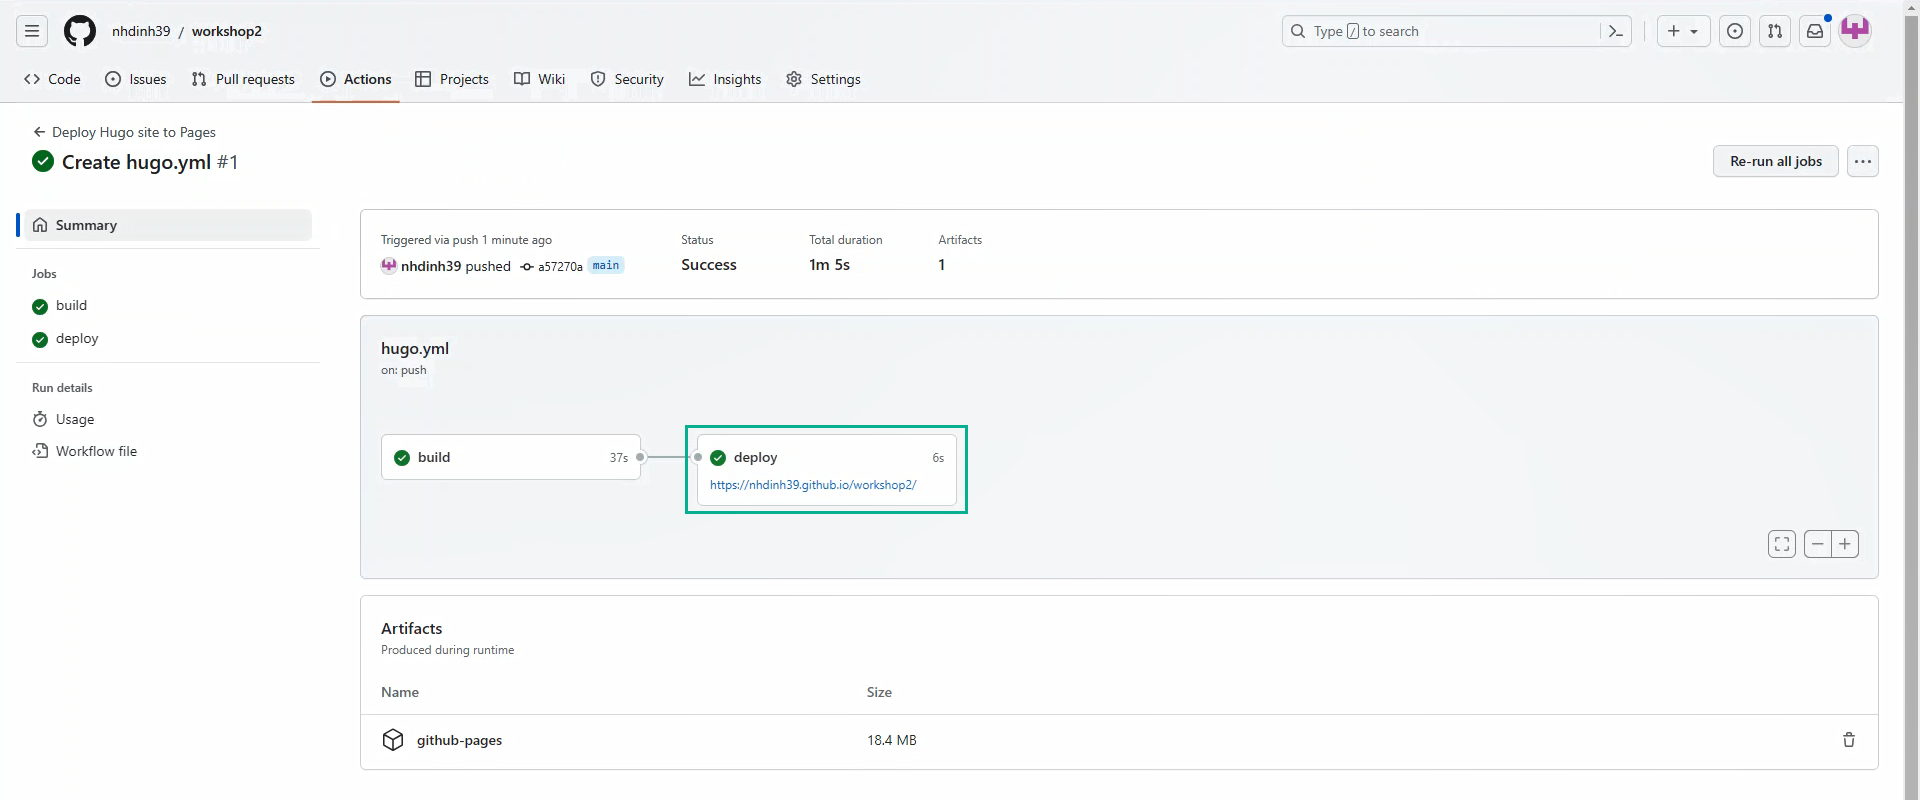 nhdinh39 / workshop2
Type / to search
Code Issues Pull requests Actions Projects Wiki Security Insights Settings
Deploy Hugo site to Pages
Create hugo.yml #1
Re-run all jobs
Summary
Jobs
build
deploy
Run details
Usage
Workflow file
Triggered via push 1 minute ago
nhdinh39 pushed a57270a main
Status
Success
Total duration
1m 5s
Artifacts
1
hugo.yml
on: push
build 37s
deploy 6s
https://nhdinh39.github.io/workshop2/
Artifacts
Produced during runtime
Name Size
github-pages 18.4 MB